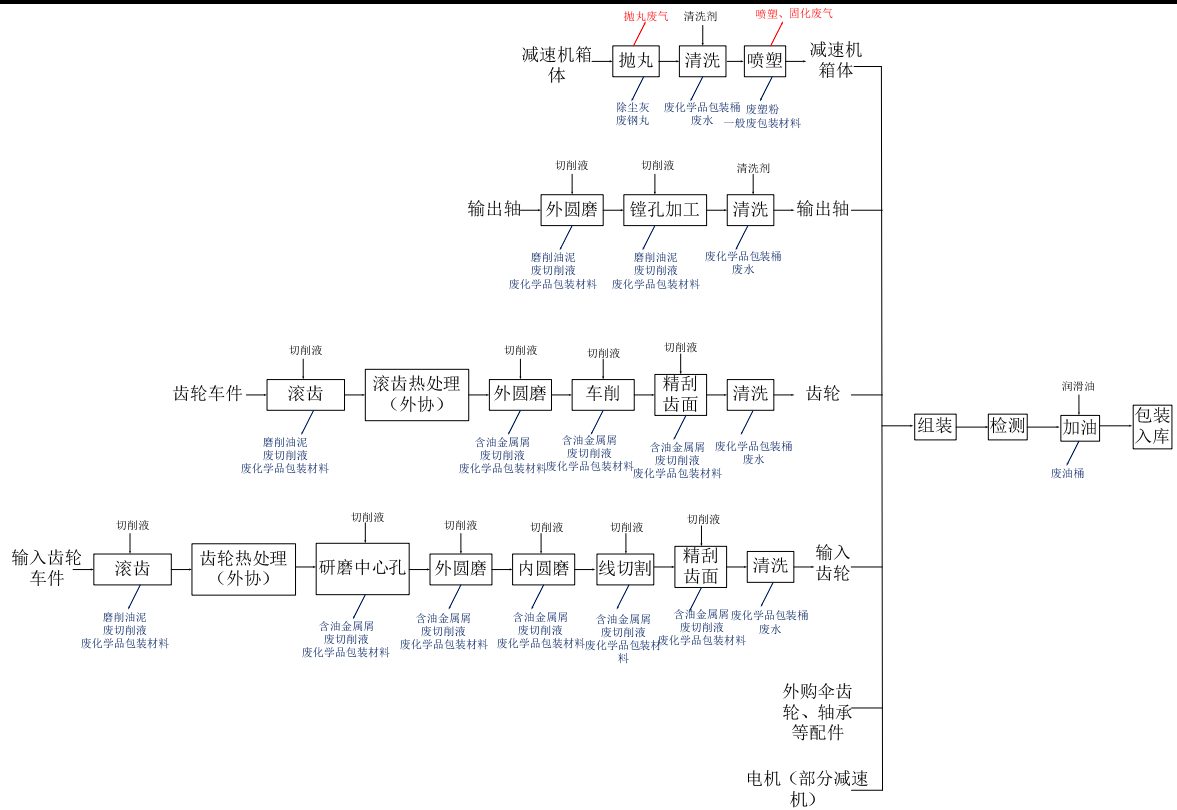 抛丸废气
清洗剂
喷塑、固化废气
减速机箱
体
抛丸
清洗
喷塑
减速机
箱体
除尘灰
废钢丸
废化学品包装桶
废水
废塑粉
一般废包装材料
切削液
切削液
清洗剂
输出轴
外圆磨
镗孔加工
清洗
输出轴
磨削油泥
废切削液
废化学品包装材料
磨削油泥
废切削液
废化学品包装材料
废化学品包装桶
废水
切削液
切削液
切削液
切削液
齿轮车件
滚齿
滚齿热处理
（外协）
外圆磨
车削
精刮
齿面
清洗
齿轮
磨削油泥
废切削液
废化学品包装材料
含油金属屑
废切削液
废化学品包装材料
含油金属屑
废切削液
废化学品包装材料
含油金属屑
废切削液
废化学品包装材料
废化学品包装桶
废水
润滑油
组装
检测
加油
包装
入库
废油桶
切削液
切削液
切削液
切削液
切削液
切削液
输入齿轮
车件
滚齿
齿轮热处理
（外协）
研磨中心孔
外圆磨
内圆磨
线切割
精刮
齿面
清洗
输入
齿轮
磨削油泥
废切削液
废化学品包装材料
含油金属屑
废切削液
废化学品包装材料
含油金属屑
废切削液
废化学品包装材料
含油金属屑
废切削液
废化学品包装材料
含油金属屑
废切削液
废化学品包装材
料
含油金属屑
废切削液
废化学品包装材料
废化学品包装桶
废水
外购伞齿
轮、轴承
等配件
电机（部分减速
机）